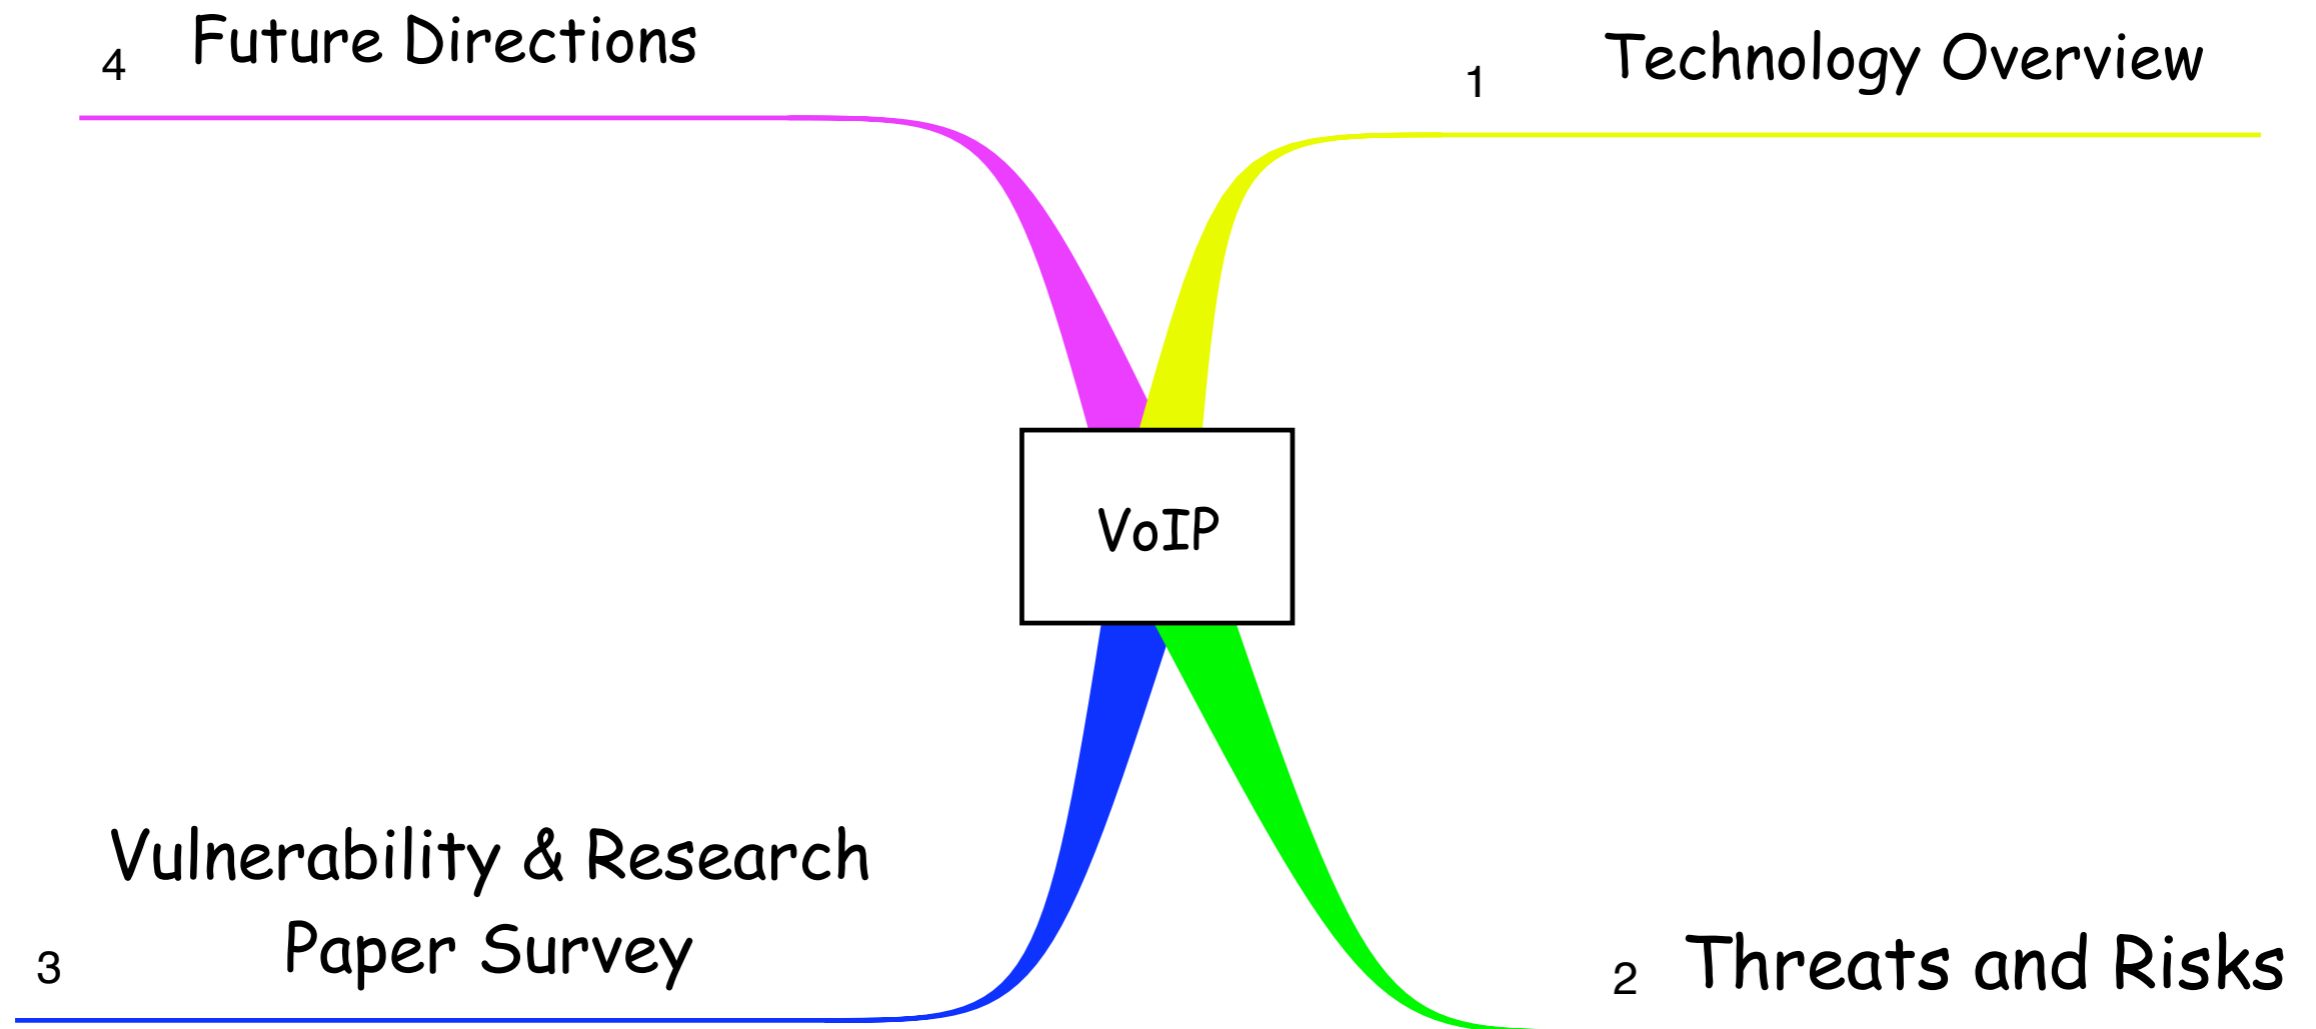 4 Future Directions
1 Technology Overview
VoIP
Vulnerability & Research
3 Paper Survey
2 Threats and Risks